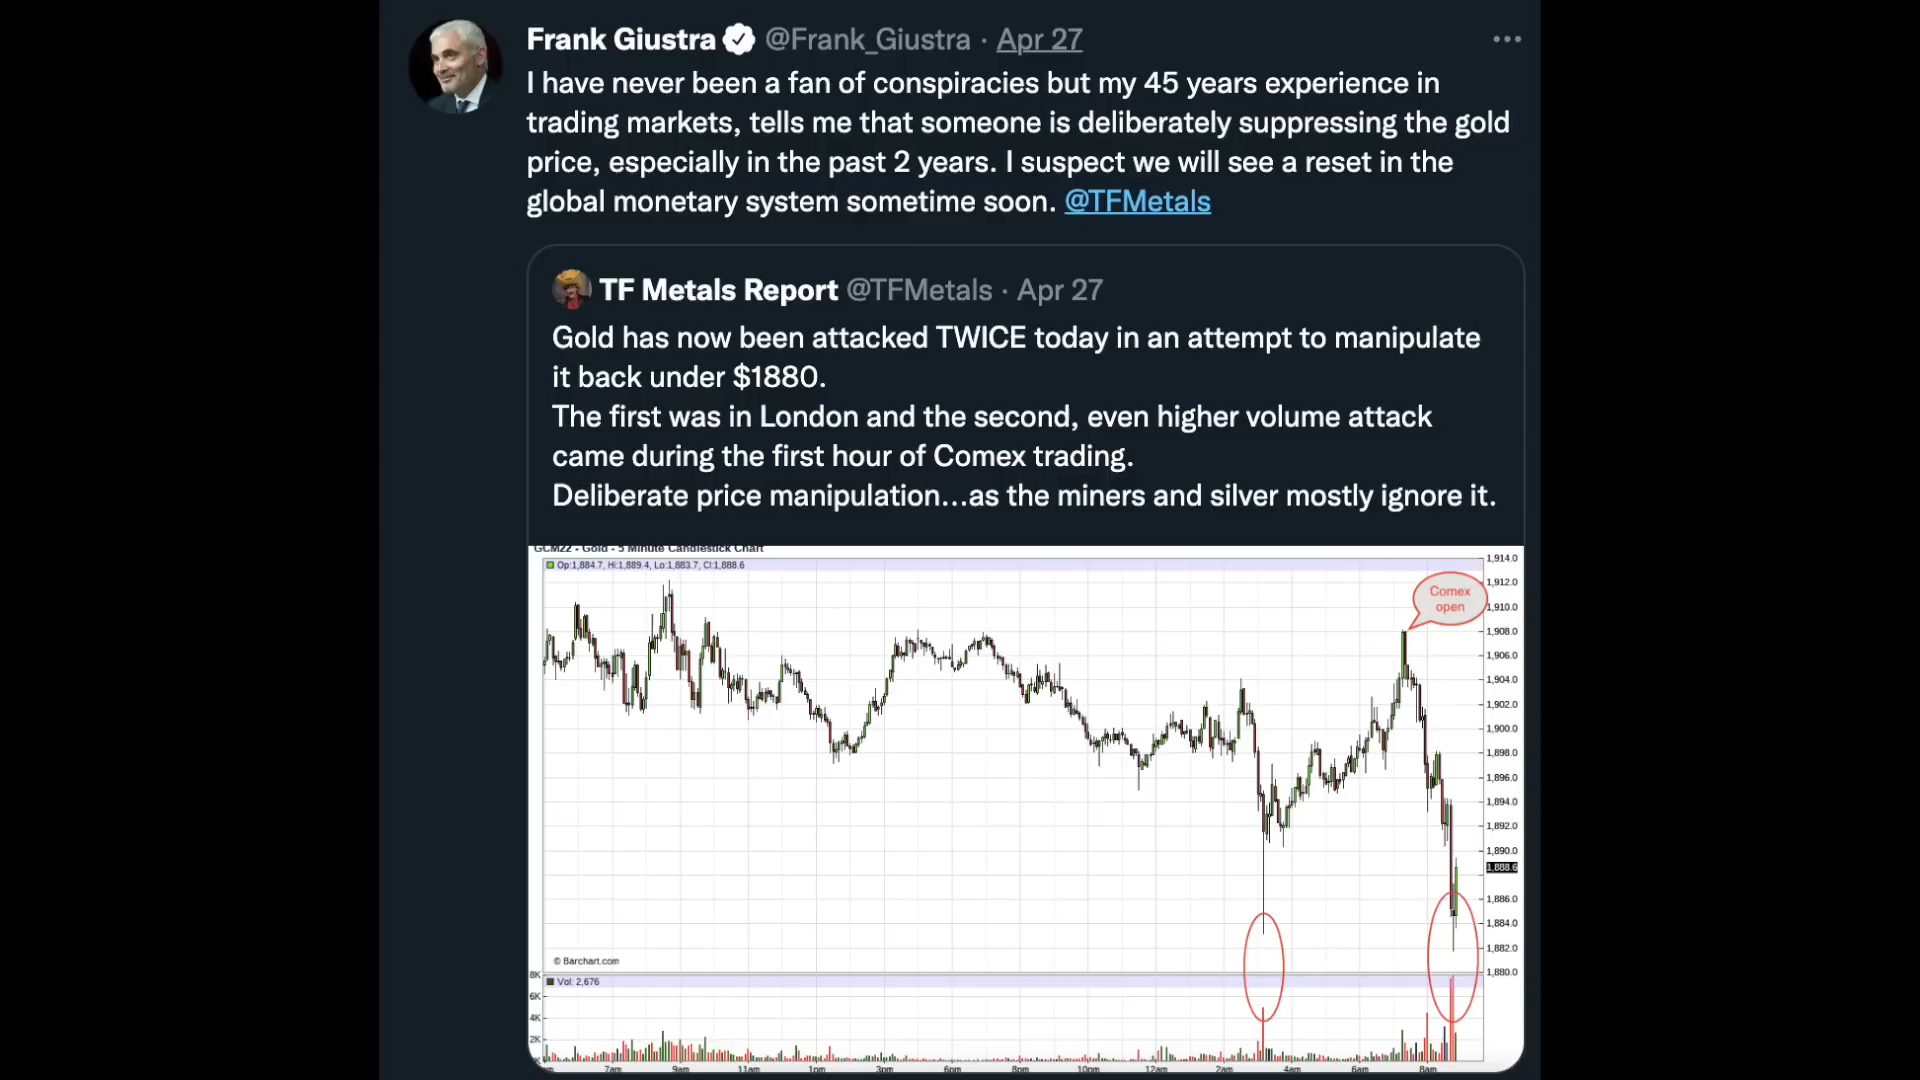 Frank Giustra @Frank_Giustra · Apr 27
I have never been a fan of conspiracies but my 45 years experience in
trading markets, tells me that someone is deliberately suppressing the gold
price, especially in the past 2 years. I suspect we will see a reset in the
global monetary system sometime soon. @TFMetals
TF Metals Report @TFMetals · Apr 27
Gold has now been attacked TWICE today in an attempt to manipulate
it back under $1880.
The first was in London and the second, even higher volume attack
came during the first hour of Comex trading.
Deliberate price manipulation...as the miners and silver mostly ignore it.
GCM22 - Gold - 5 Minute Candlestick Chart
Op:1,884.7, Hi:1,889.4, Lo:1,883.7, Cl:1,888.6
Comex
open
1,914.0
1,912.0
1,910.0
1,908.0
1,906.0
1,904.0
1,902.0
1,900.0
1,898.0
1,896.0
1,894.0
1,892.0
1,890.0
1,888.6
1,886.0
1,884.0
1,882.0
1,880.0
© Barchart.com
Vol: 2,676
8K
6K
4K
2K
7am 9am 11am 1pm 3pm 6pm 8pm 10pm 12am 2am 4am 6am 8am